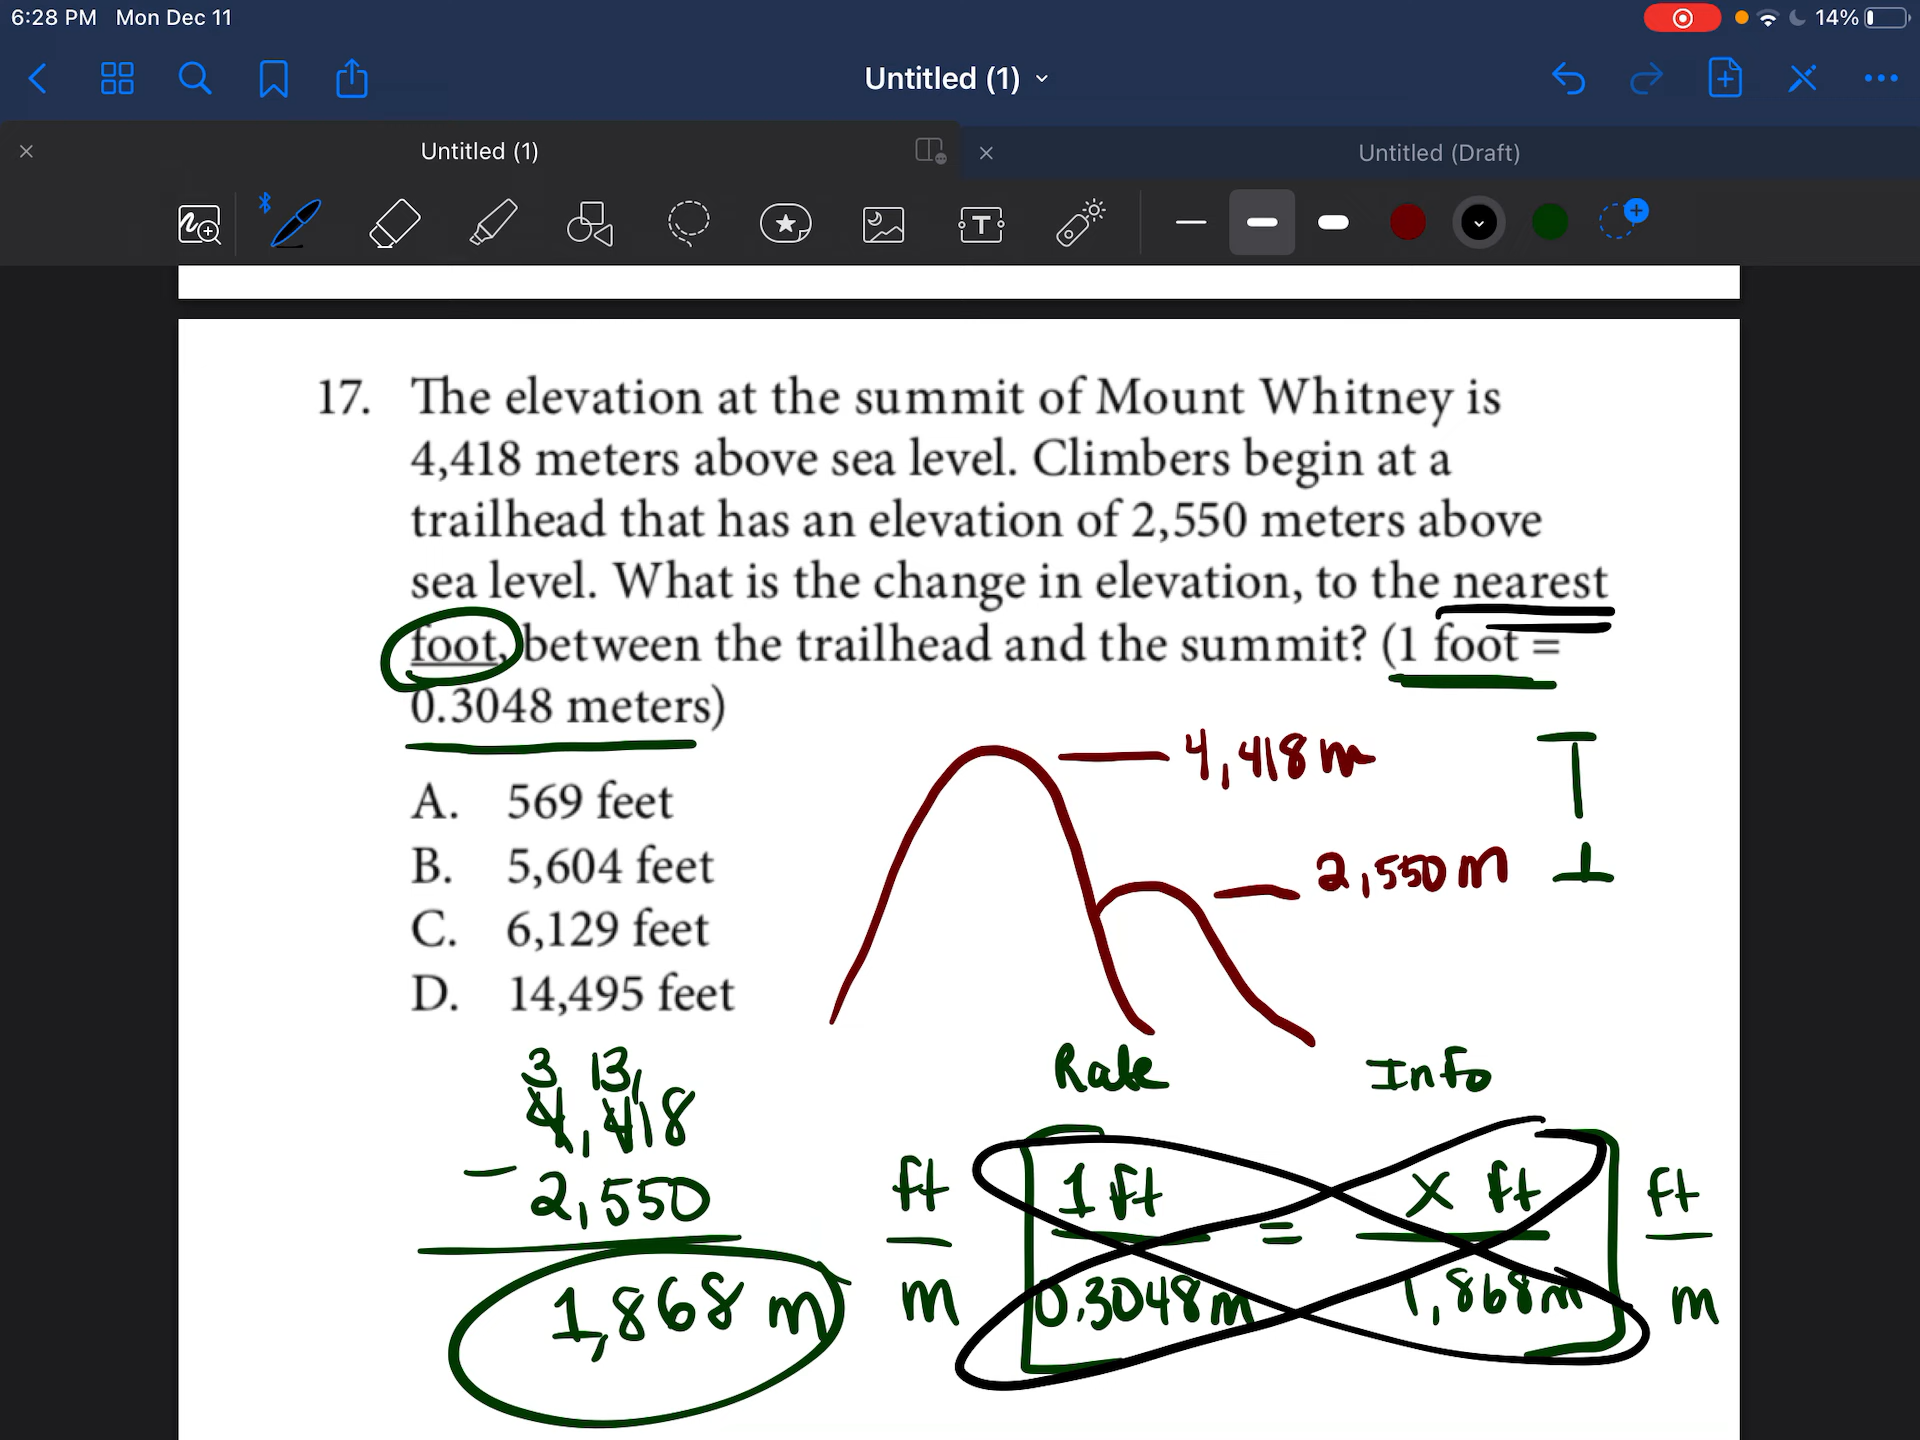 6:28 PM Mon Dec 11
14%
Untitled (1)
Untitled (1)
Untitled (Draft)
17. The elevation at the summit of Mount Whitney is
4,418 meters above sea level. Climbers begin at a
trailhead that has an elevation of 2,550 meters above
sea level. What is the change in elevation, to the nearest
foot, between the trailhead and the summit? (1 foot =
0.3048 meters)
A. 569 feet
B. 5,604 feet
C. 6,129 feet
D. 14,495 feet
4,418 m
2,550 m
3 13
4,418
- 2,550
1,868 m
Rate Info
ft 1 ft = x ft ft
m 0.3048m 1,868m m